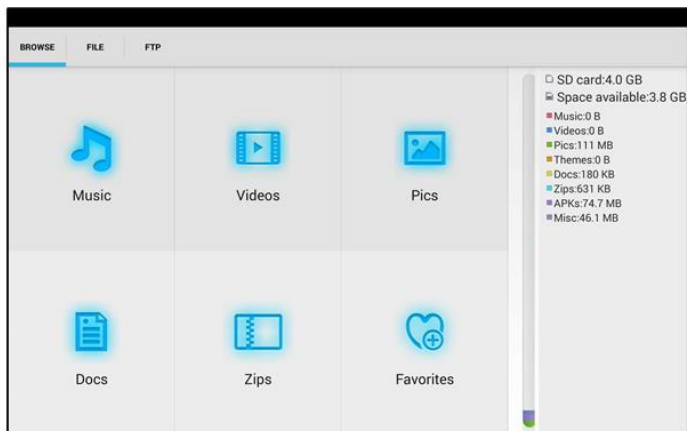 BROWSE FILE FTP
Music Videos Pics
Docs Zips Favorites
SD card:4.0 GB
Space available:3.8 GB
Music:0 B
Videos:0 B
Pics:111 MB
Themes:0 B
Docs:180 KB
Zips:631 KB
APKs:74.7 MB
Misc:46.1 MB